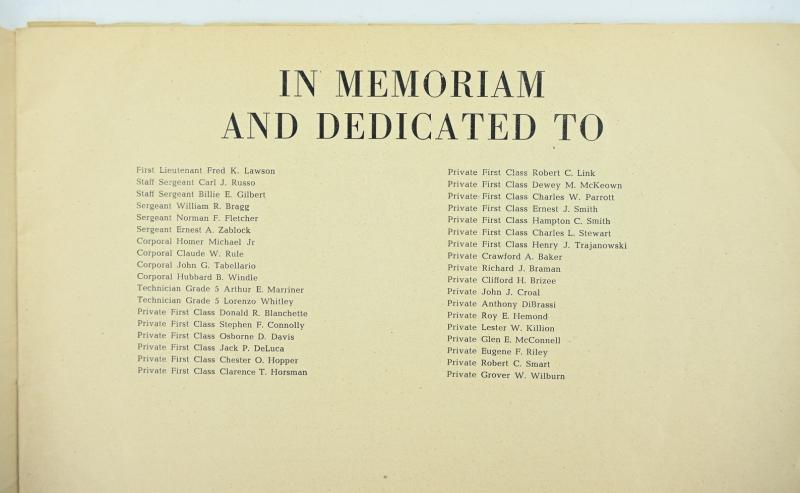 IN MEMORIAM
AND DEDICATED TO
First Lieutenant Fred K. Lawson
Staff Sergeant Carl J. Russo
Staff Sergeant Billie E. Gilbert
Sergeant William R. Bragg
Sergeant Norman F. Fletcher
Sergeant Ernest A. Zablock
Corporal Homer Michael Jr
Corporal Claude W. Rule
Corporal John G. Tabellario
Corporal Hubbard B. Windle
Technician Grade 5 Arthur E. Marriner
Technician Grade 5 Lorenzo Whitley
Private First Class Donald R. Blanchette
Private First Class Stephen F. Connolly
Private First Class Osborne D. Davis
Private First Class Jack P. DeLuca
Private First Class Chester O. Hopper
Private First Class Clarence T. Horsman
Private First Class Robert C. Link
Private First Class Dewey M. McKeown
Private First Class Charles W. Parrott
Private First Class Ernest J. Smith
Private First Class Hampton C. Smith
Private First Class Charles L. Stewart
Private First Class Henry J. Trajanowski
Private Crawford A. Baker
Private Richard J. Braman
Private Clifford H. Brizee
Private John J. Croal
Private Anthony DiBrassi
Private Roy E. Hemond
Private Lester W. Killion
Private Glen E. McConnell
Private Eugene F. Riley
Private Robert C. Smart
Private Grover W. Wilburn